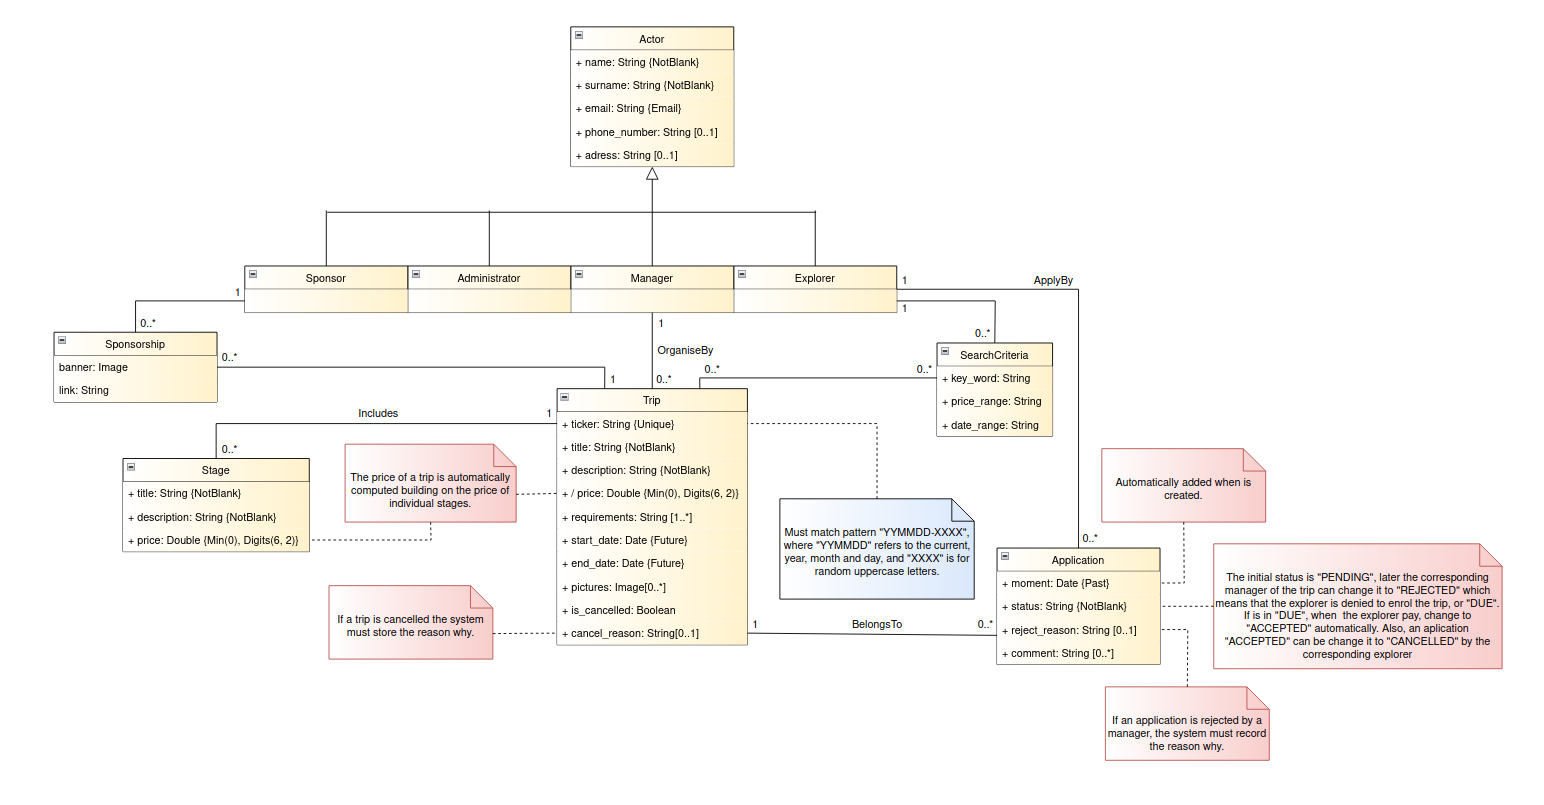 Actor
+ name: String {NotBlank}
+ surname: String {NotBlank}
+ email: String {Email}
+ phone_number: String [0..1]
+ adress: String [0..1]
Sponsor
Administrator
Manager
Explorer
1
0..*
1
OrganiseBy
0..*
1
ApplyBy
1
0..*
0..*
0..*
Sponsorship
banner: Image
link: String
0..*
1
SearchCriteria
+ key_word: String
+ price_range: String
+ date_range: String
Includes
1
0..*
Stage
+ title: String {NotBlank}
+ description: String {NotBlank}
+ price: Double {Min(0), Digits(6, 2)}
The price of a trip is automatically
computed building on the price of
individual stages.
Trip
+ ticker: String {Unique}
+ title: String {NotBlank}
+ description: String {NotBlank}
+ / price: Double {Min(0), Digits(6, 2)}
+ requirements: String [1..*]
+ start_date: Date {Future}
+ end_date: Date {Future}
+ pictures: Image[0..*]
+ is_cancelled: Boolean
+ cancel_reason: String[0..1]
If a trip is cancelled the system
must store the reason why.
Must match pattern "YYMMDD-XXXX",
where "YYMMDD" refers to the current,
year, month and day, and "XXXX" is for
random uppercase letters.
1
BelongsTo
0..*
0..*
Application
+ moment: Date {Past}
+ status: String {NotBlank}
+ reject_reason: String [0..1]
+ comment: String [0..*]
Automatically added when is
created.
The initial status is "PENDING", later the corresponding
manager of the trip can change it to "REJECTED" which
means that the explorer is denied to enrol the trip, or "DUE".
If is in "DUE", when the explorer pay, change to
"ACCEPTED" automatically. Also, an aplication
"ACCEPTED" can be change it to "CANCELLED" by the
corresponding explorer
If an application is rejected by a
manager, the system must record
the reason why.